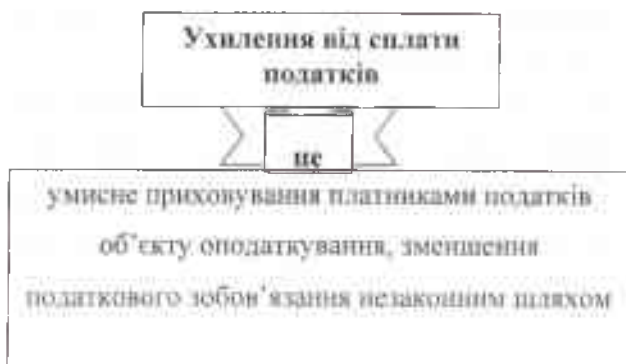 Ухилення від сплати
податків
це
умисне приховування платниками податків
об’єкту оподаткування, зменшення
податкового зобов’язання незаконним шляхом